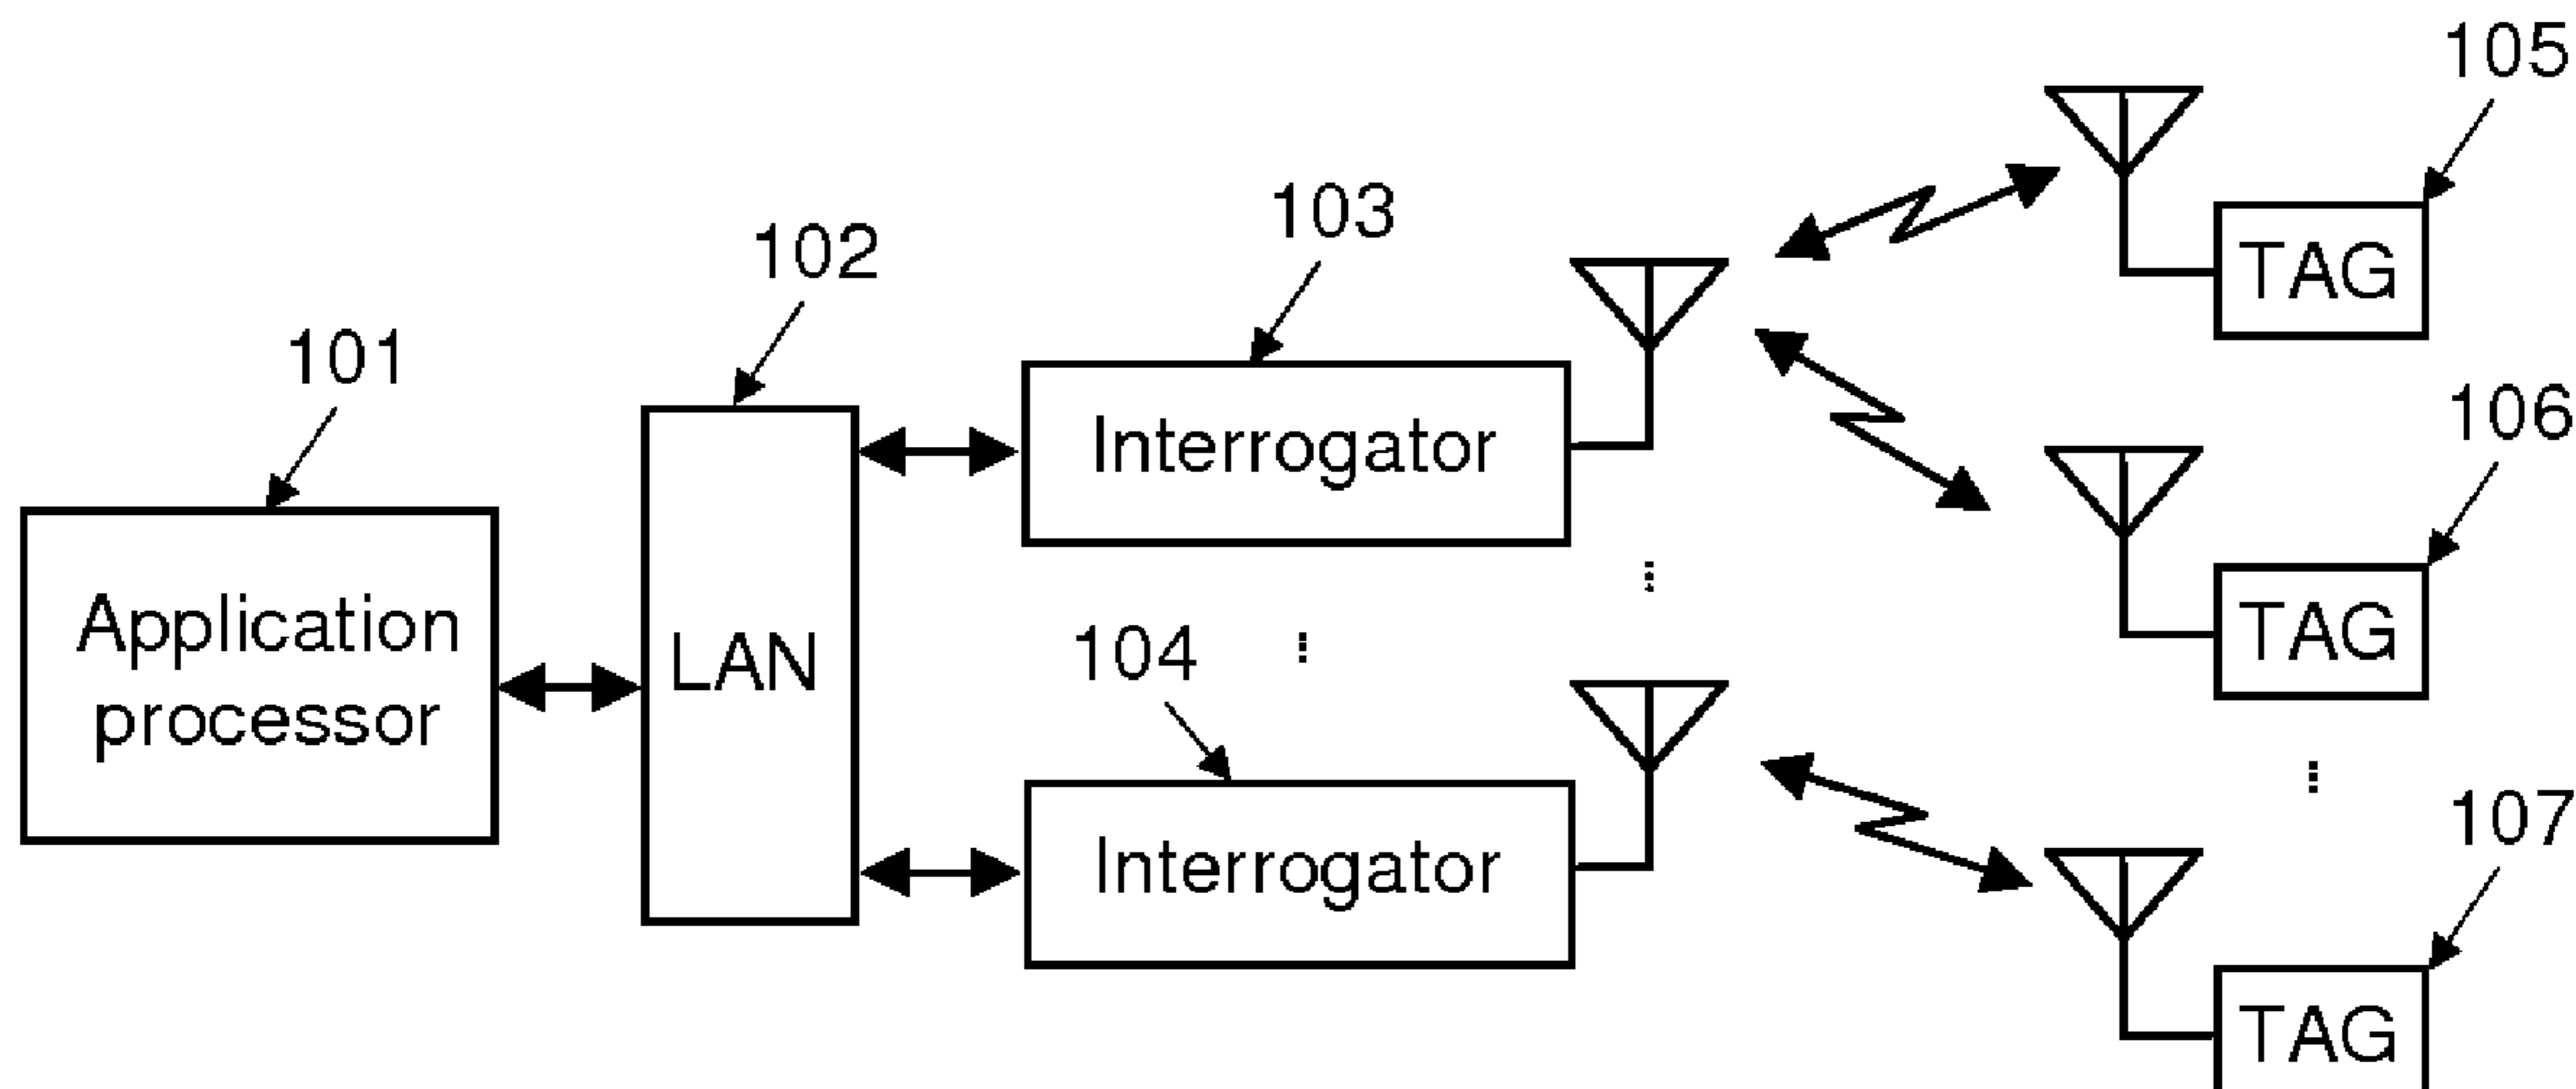 105
103
102
TAG
101
106
Interrogator
Application
processor
LAN
104
TAG
107
Interrogator
TAG